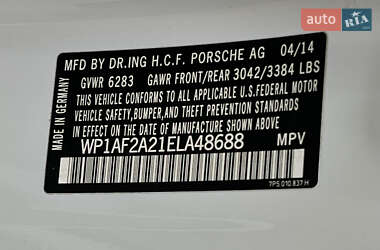 auto RIA
MFD BY DR.ING H.C.F. PORSCHE AG 04/14
GVWR 6283 GAWR FRONT/REAR 3042/3384 LBS
THIS VEHICLE CONFORMS TO ALL APPLICABLE
U.S.FEDERAL MOTOR
VEHICLE SAFETY, BUMPER, AND THEFT PREVENTION STANDARDS
IN EFFECT ON THE DATE OF MANUFACTURE SHOWN ABOVE
WP1AF2A21ELA48688 MPV
MADE IN GERMANY
7P5 010 837 H